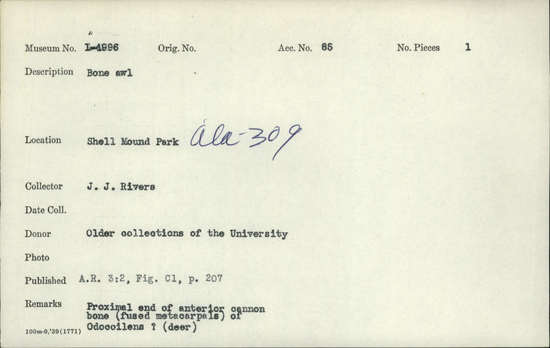 Museum No. 1-4996 Orig. No. Acc. No. 65 No. Pieces 1
Description Bone awl
Location Shell Mound Park Ala-309
Collector J. J. Rivers
Date Coll.
Donor Older collections of the University
Photo
Published A.R. 3:2, Fig. C1, p. 207
Remarks Proximal end of anterior cannon
bone (fused metacarpals) of
100m-9,'39(1771) Odocoilens ? (deer)